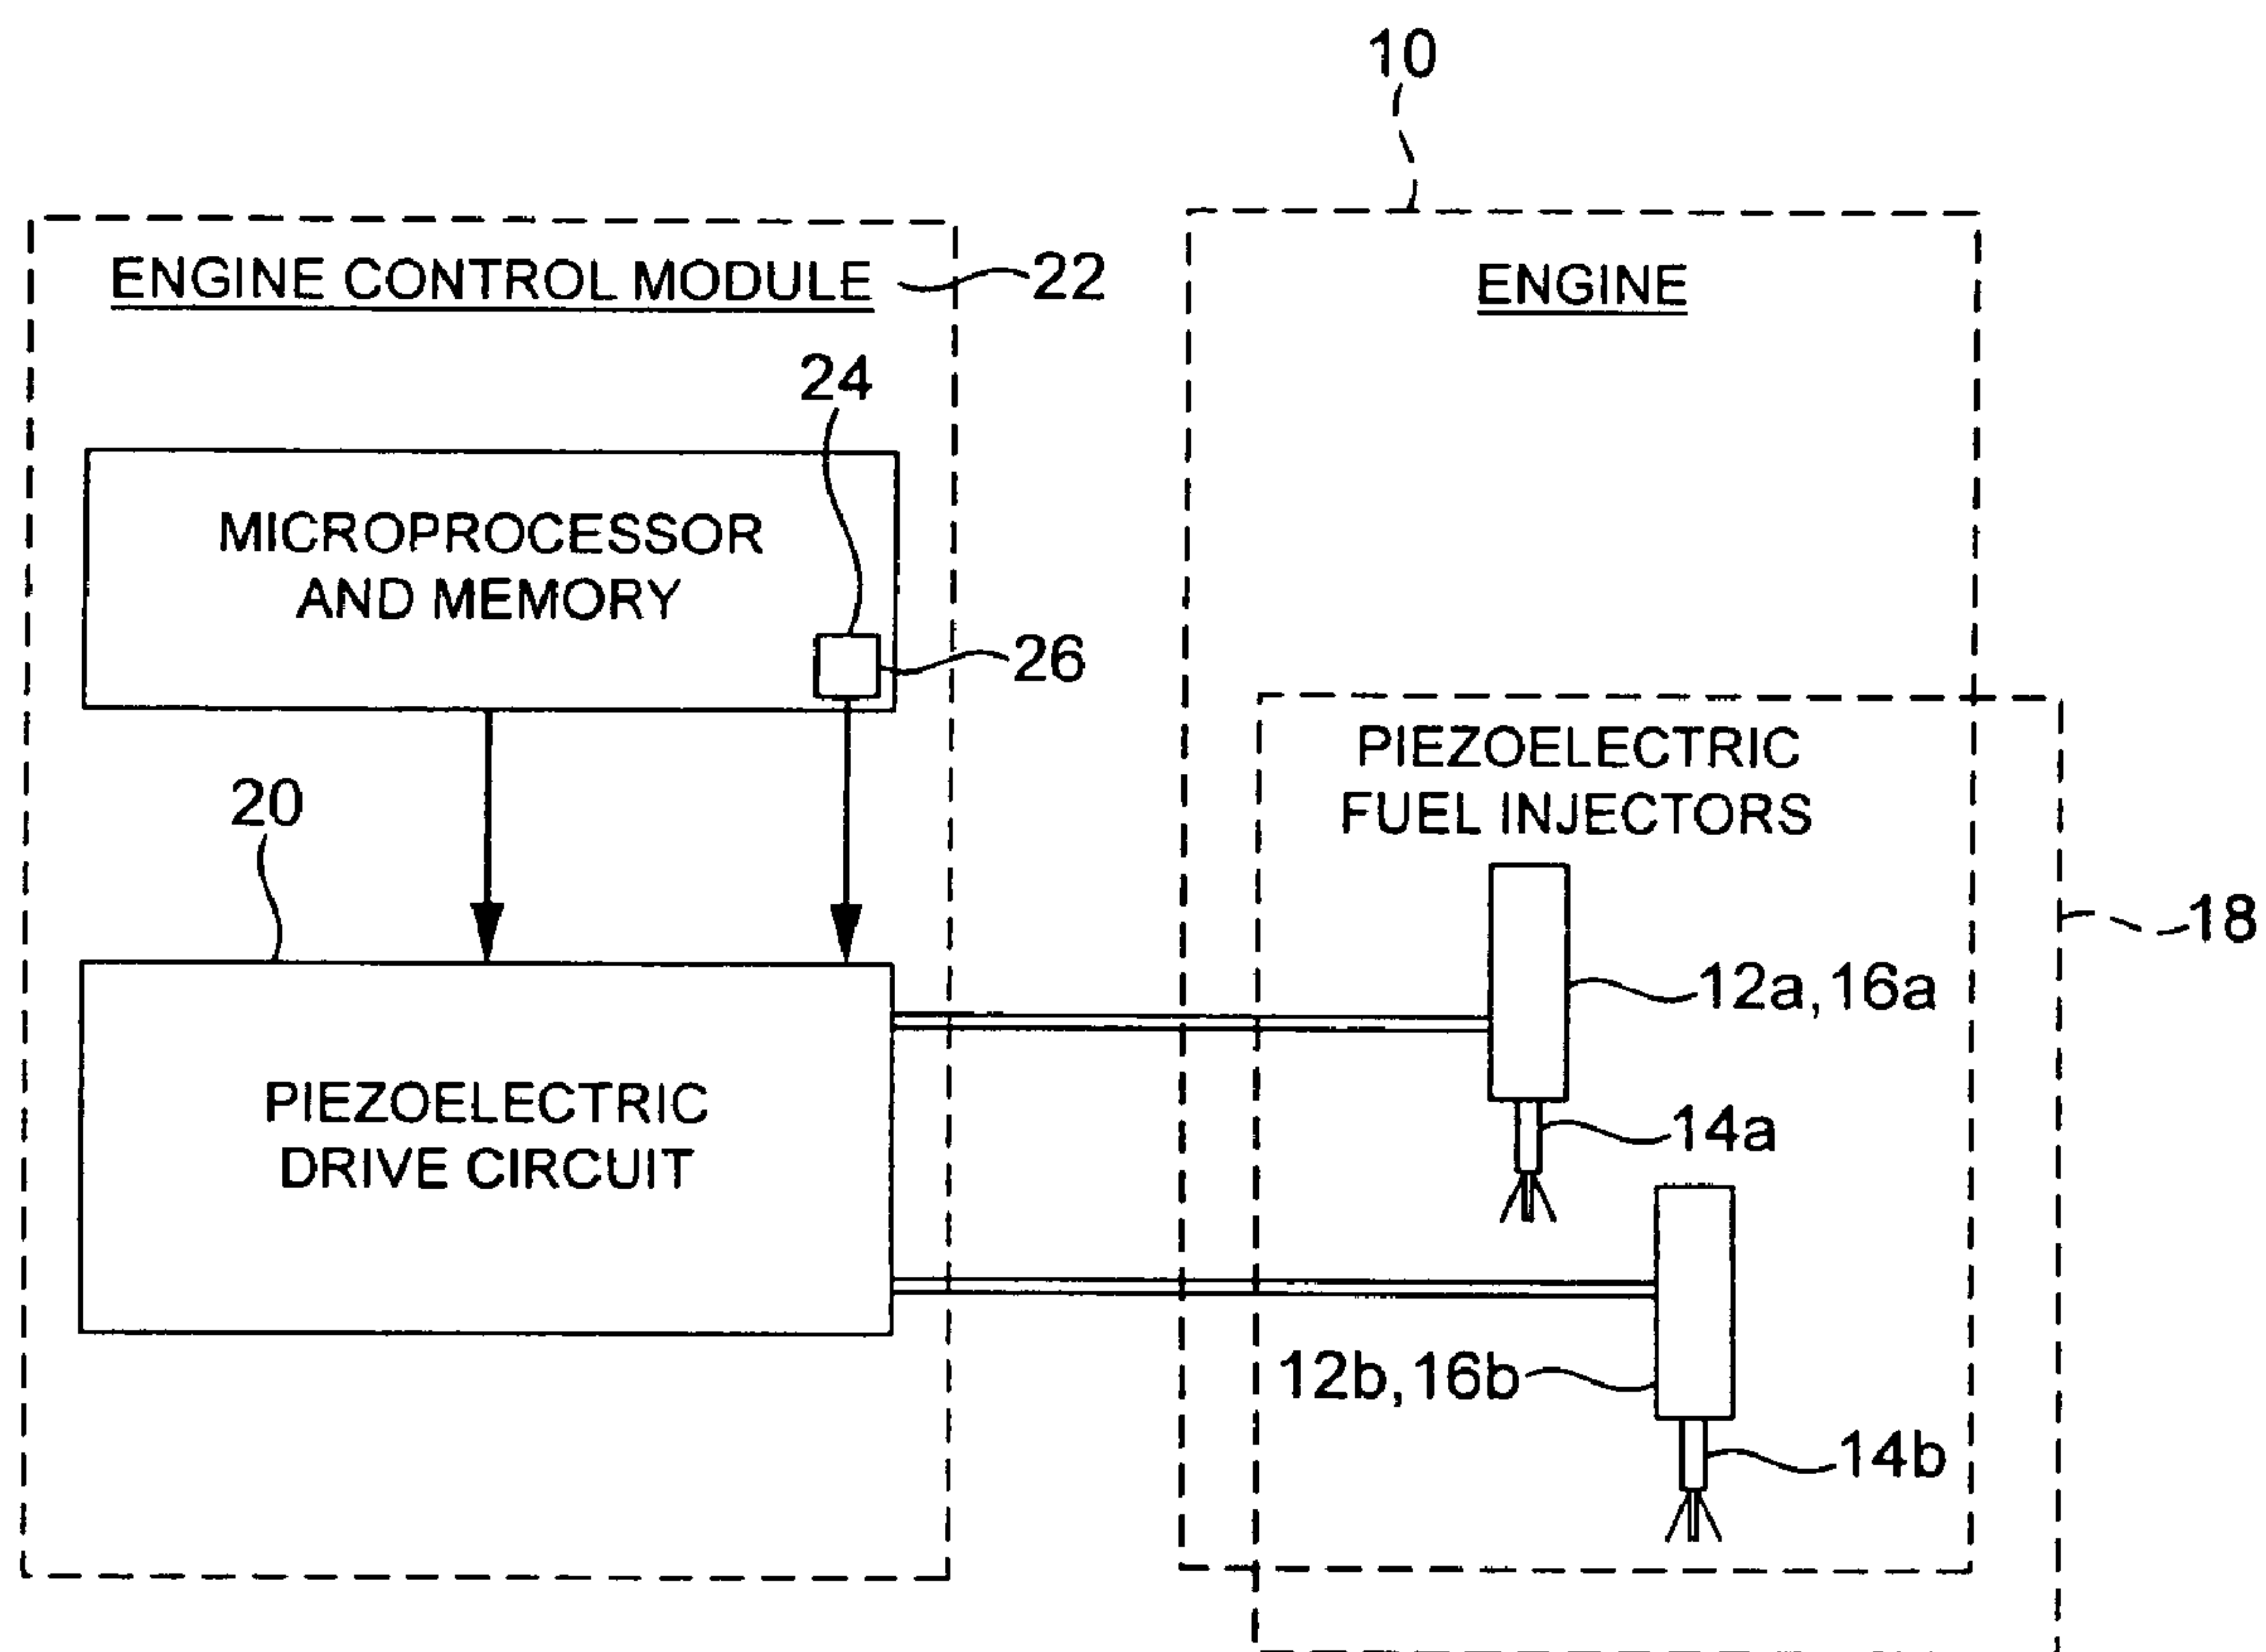 10
ENGINE CONTROL MODULE
22
ENGINE
24
MICROPROCESSOR
AND MEMORY
26
PIEZOELECTRIC
FUEL INJECTORS
20
18
12a,16a
PIEZOELECTRIC
DRIVE CIRCUIT
14a
12b,16b
14b